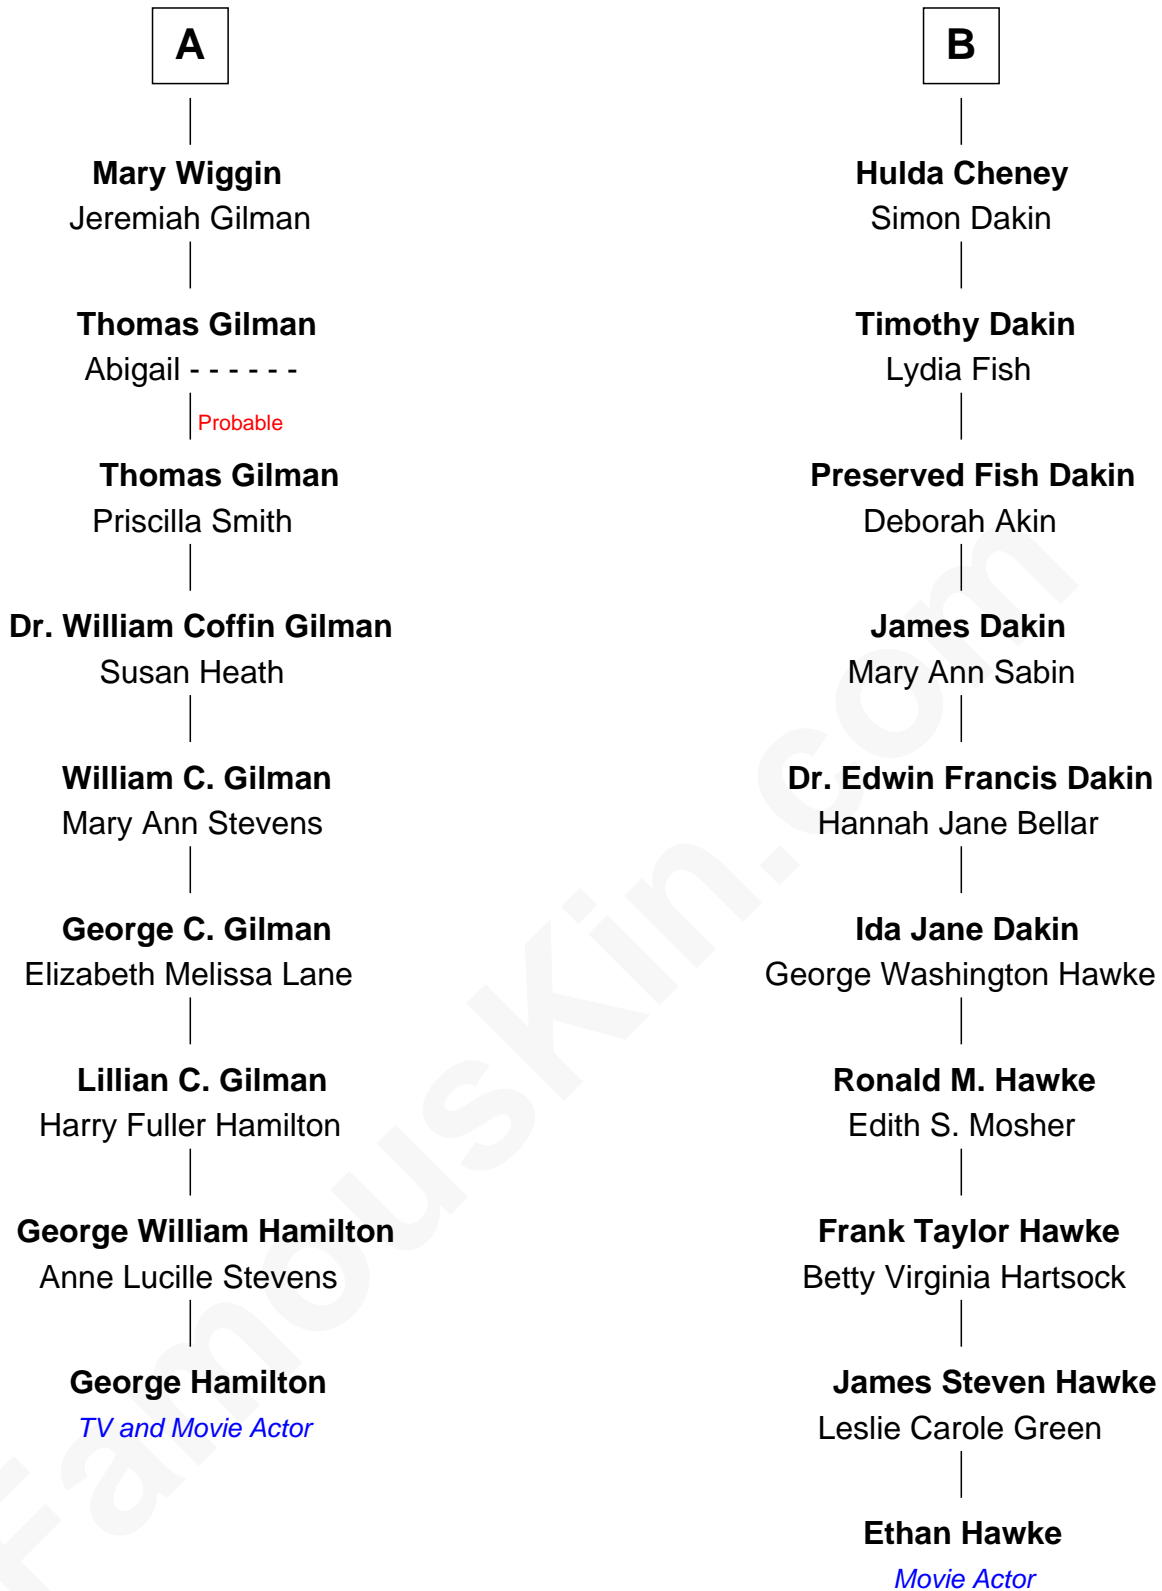 A
Mary Wiggin
Jeremiah Gilman
Thomas Gilman
Abigail - - - - - -
Probable
Thomas Gilman
Priscilla Smith
Dr. William Coffin Gilman
Susan Heath
William C. Gilman
Mary Ann Stevens
George C. Gilman
Elizabeth Melissa Lane
Lillian C. Gilman
Harry Fuller Hamilton
George William Hamilton
Anne Lucille Stevens
George Hamilton
TV and Movie Actor
B
Hulda Cheney
Simon Dakin
Timothy Dakin
Lydia Fish
Preserved Fish Dakin
Deborah Akin
James Dakin
Mary Ann Sabin
Dr. Edwin Francis Dakin
Hannah Jane Bellar
Ida Jane Dakin
George Washington Hawke
Ronald M. Hawke
Edith S. Mosher
Frank Taylor Hawke
Betty Virginia Hartsock
James Steven Hawke
Leslie Carole Green
Ethan Hawke
Movie Actor
FamousKin.com